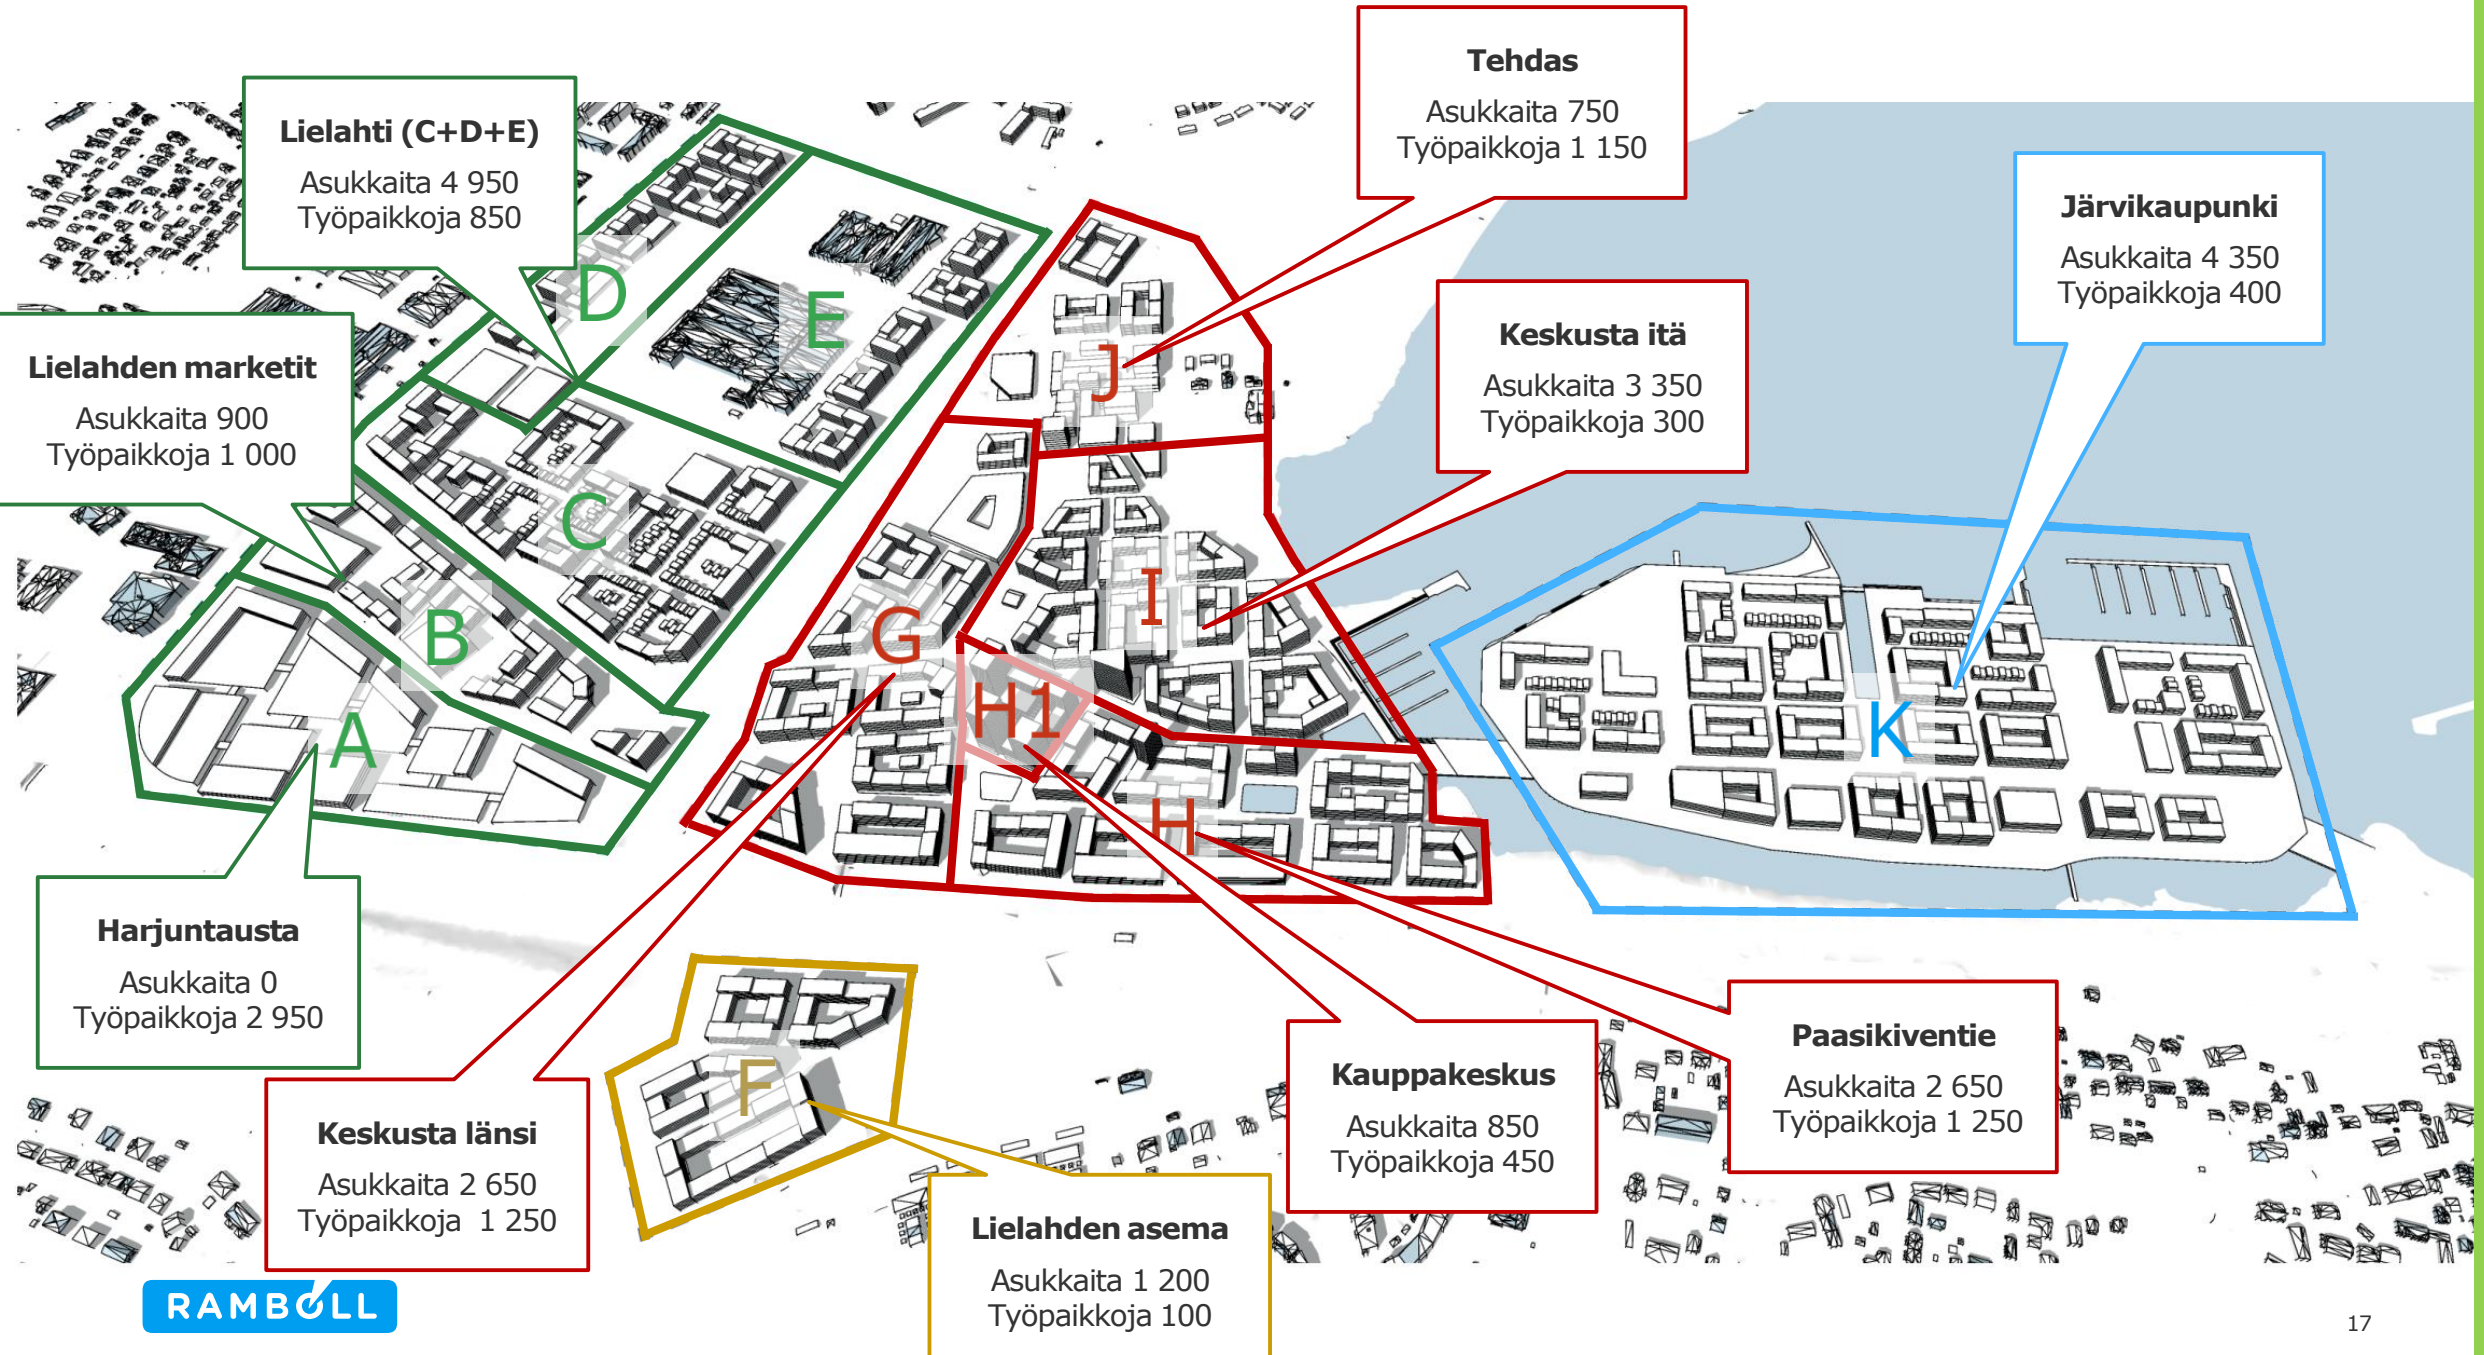 Tehdas
Asukkaita 750
Työpaikkoja 1 150
Lielahti (C+D+E)
Asukkaita 4 950
Työpaikkoja 850
Järvikaupunki
Asukkaita 4 350
Työpaikkoja 400
Keskusta itä
Asukkaita 3 350
Työpaikkoja 300
Lielahden marketit
Asukkaita 900
Työpaikkoja 1 000
D
E
J
C
I
B
G
H1
A
K
H
F
Harjuntausta
Asukkaita 0
Työpaikkoja 2 950
Paasikiventie
Asukkaita 2 650
Työpaikkoja 1 250
Kauppakeskus
Asukkaita 850
Työpaikkoja 450
Keskusta länsi
Asukkaita 2 650
Työpaikkoja 1 250
Lielahden asema
Asukkaita 1 200
Työpaikkoja 100
RAMBOLL
17